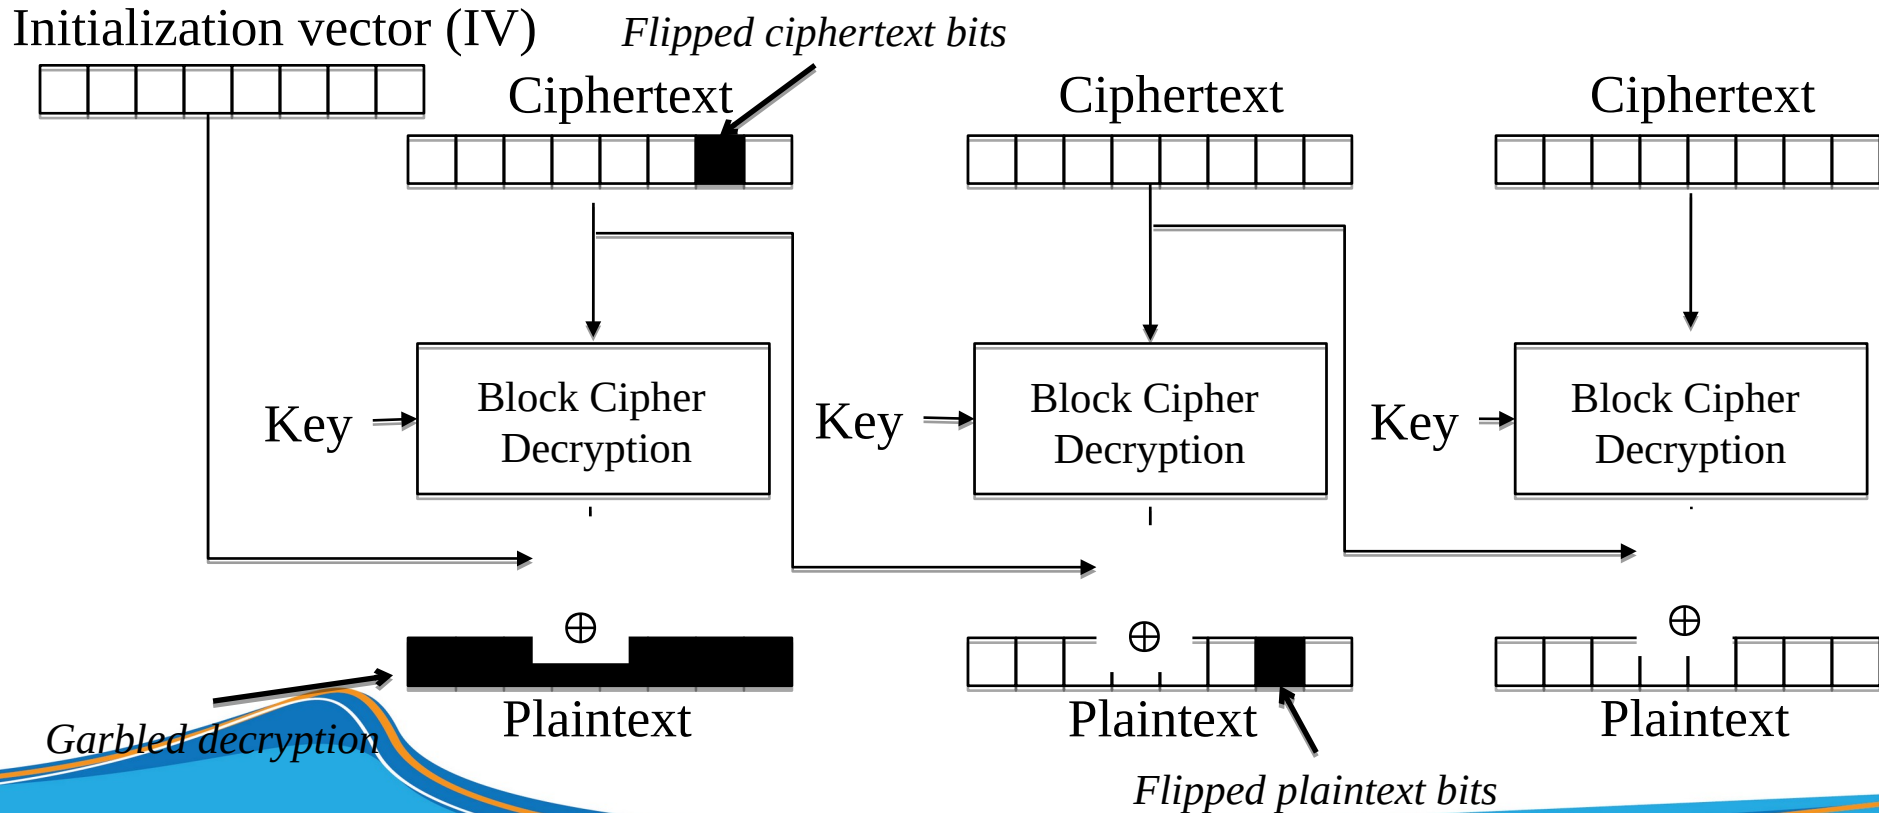 Initialization vector (IV)
Flipped ciphertext bits
Ciphertext
Ciphertext
Ciphertext
Key
Block Cipher
Decryption
Key
Block Cipher
Decryption
Key
Block Cipher
Decryption
Plaintext
Plaintext
Plaintext
Garbled decryption
Flipped plaintext bits